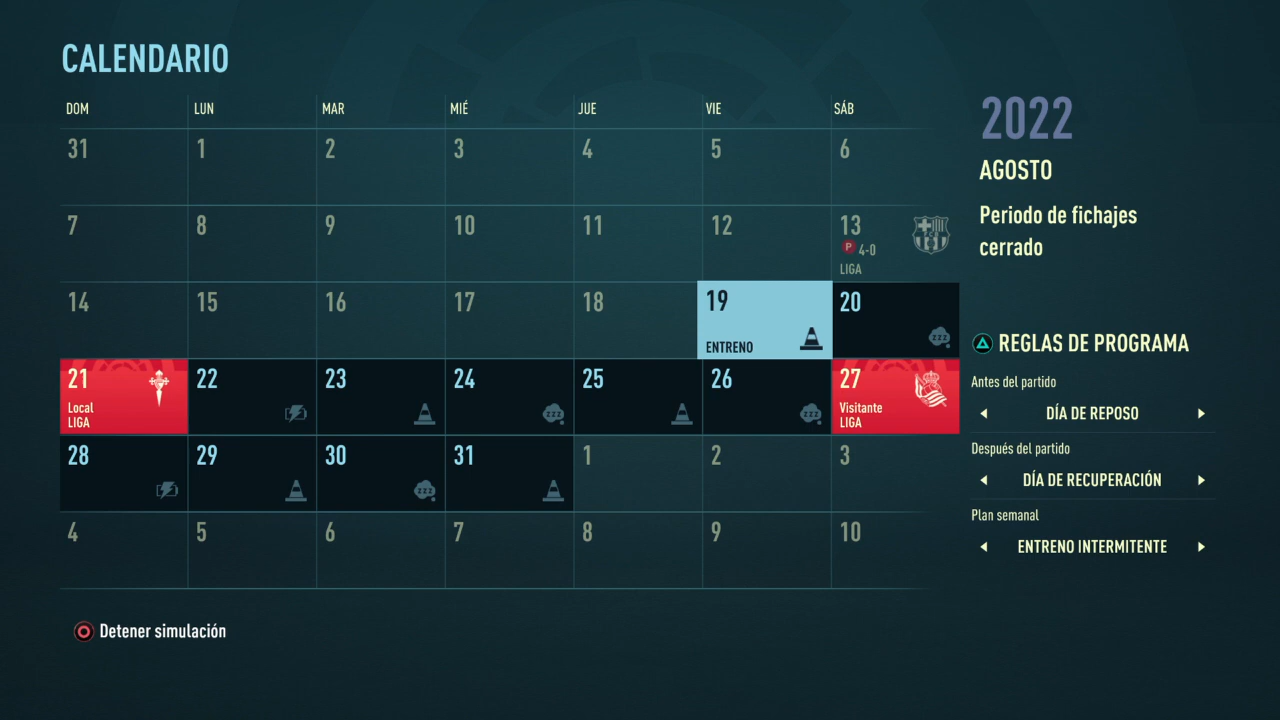 CALENDARIO
DOM LUN MAR MIÉ JUE VIE SÁB
31 1 2 3 4 5 6
7 8 9 10 11 12 13
P 4-0
LIGA
14 15 16 17 18 19 20
ENTRENO
zzz
21 22 23 24 25 26 27
Local
LIGA
zzz
zzz
Visitante
LIGA
28 29 30 31 1 2 3
zzz
4 5 6 7 8 9 10
Detener simulación
2022
AGOSTO
Periodo de fichajes
cerrado
REGLAS DE PROGRAMA
Antes del partido
DÍA DE REPOSO
Después del partido
DÍA DE RECUPERACIÓN
Plan semanal
ENTRENO INTERMITENTE